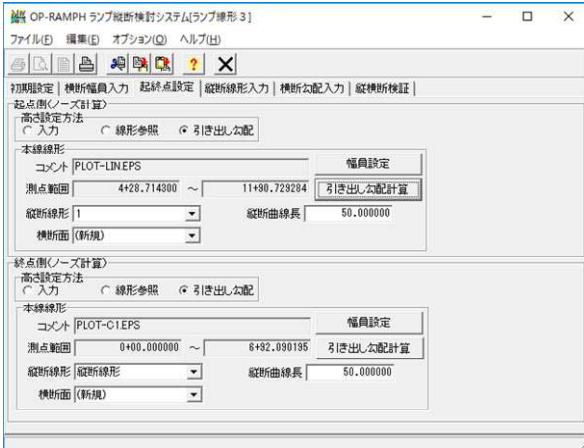 OP-RAMPH ランプ縦断検討システム[ランプ線形3]
ファイル(F) 編集(E) オプション(O) ヘルプ(H)
初期設定 横断幅員入力 起終点設定 縦断線形入力 横断勾配入力 縦横断検証
起点側(ノーズ計算)
高さ設定方法
入力 線形参照 引き出し勾配
本線線形
コメント PLOT-LIN.EPS 幅員設定
測点範囲 4+28.714300 ~ 11+90.729284 引き出し勾配計算
縦断線形 1 縦断曲線長 50.000000
横断面 (新規)
終点側(ノーズ計算)
高さ設定方法
入力 線形参照 引き出し勾配
本線線形
コメント PLOT-C1.EPS 幅員設定
測点範囲 0+00.000000 ~ 6+92.090195 引き出し勾配計算
縦断線形 縦断線形 縦断曲線長 50.000000
横断面 (新規)